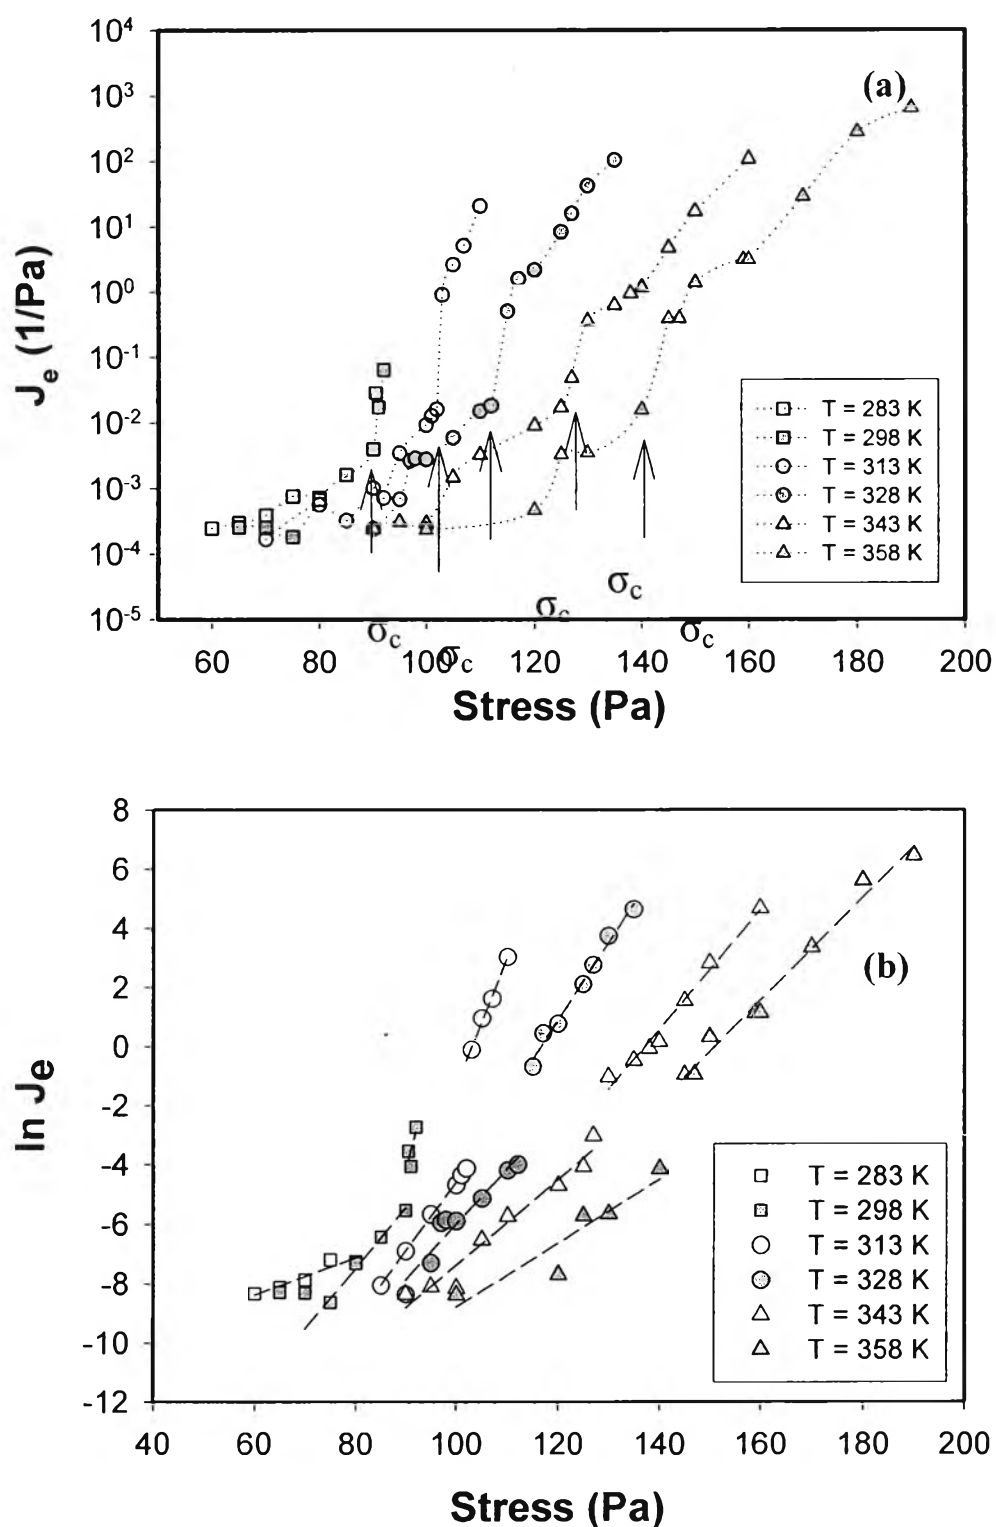 10⁴
(a)
10³
10²
10¹
10⁰
10⁻¹
10⁻²
10⁻³
10⁻⁴
10⁻⁵
Jₑ (1/Pa)
T = 283 K
T = 298 K
T = 313 K
T = 328 K
T = 343 K
T = 358 K
σc
σc
σc
σc
σc
60 80 100 120 140 160 180 200
Stress (Pa)
8
6
4
(b)
2
0
-2
-4
-6
-8
-10
-12
ln Je
T = 283 K
T = 298 K
T = 313 K
T = 328 K
T = 343 K
T = 358 K
40 60 80 100 120 140 160 180 200
Stress (Pa)